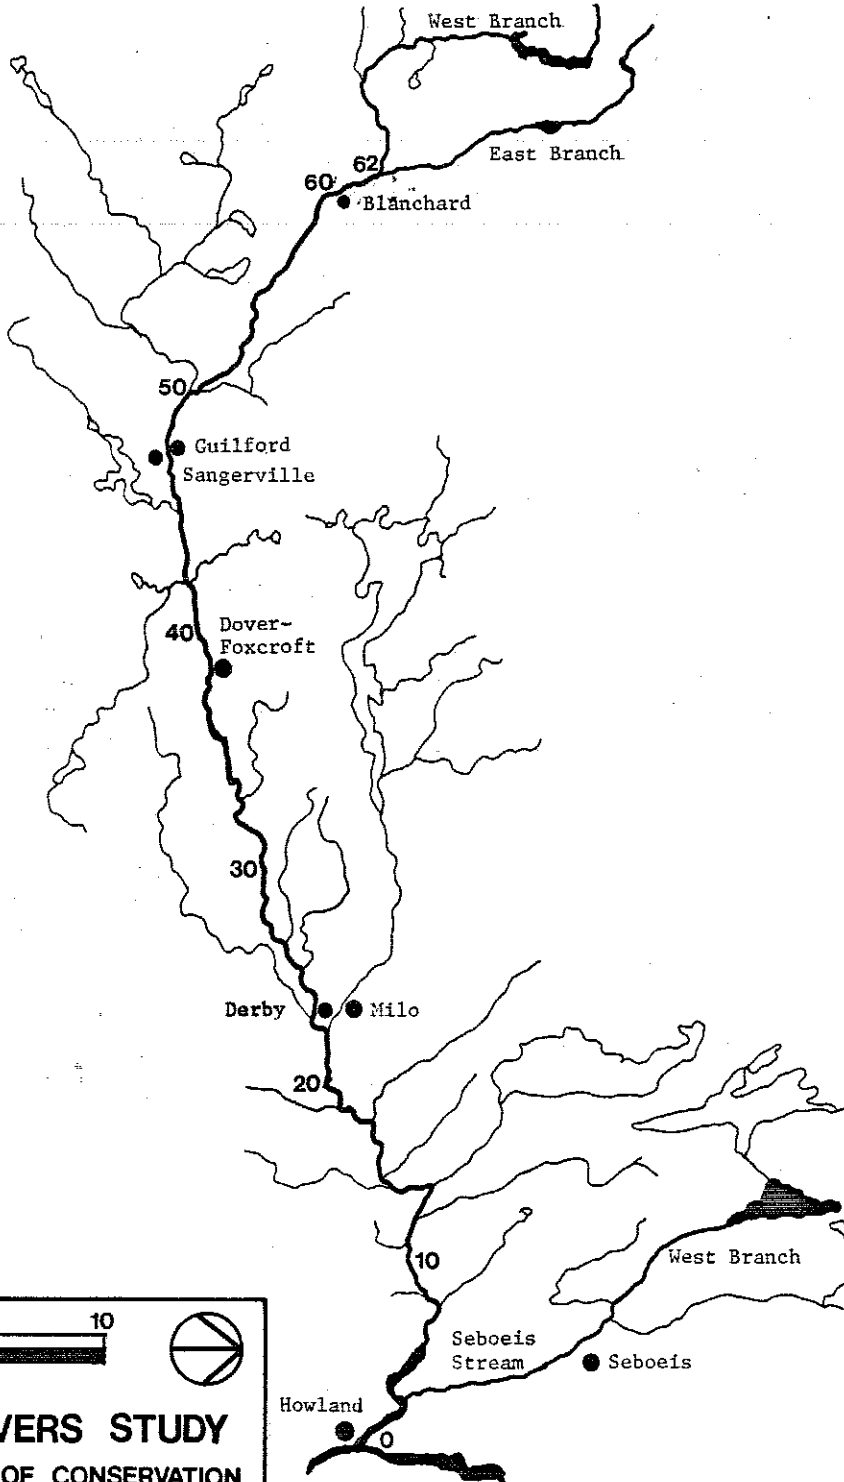 West Branch
East Branch
62
60
Blanchard
50
Guilford
Sangerville
40
Dover-
Foxcroft
30
Derby
Milo
20
10
West Branch
Seboeis
Stream
Seboeis
Howland
0
10
VERS STUDY
OF CONSERVATION